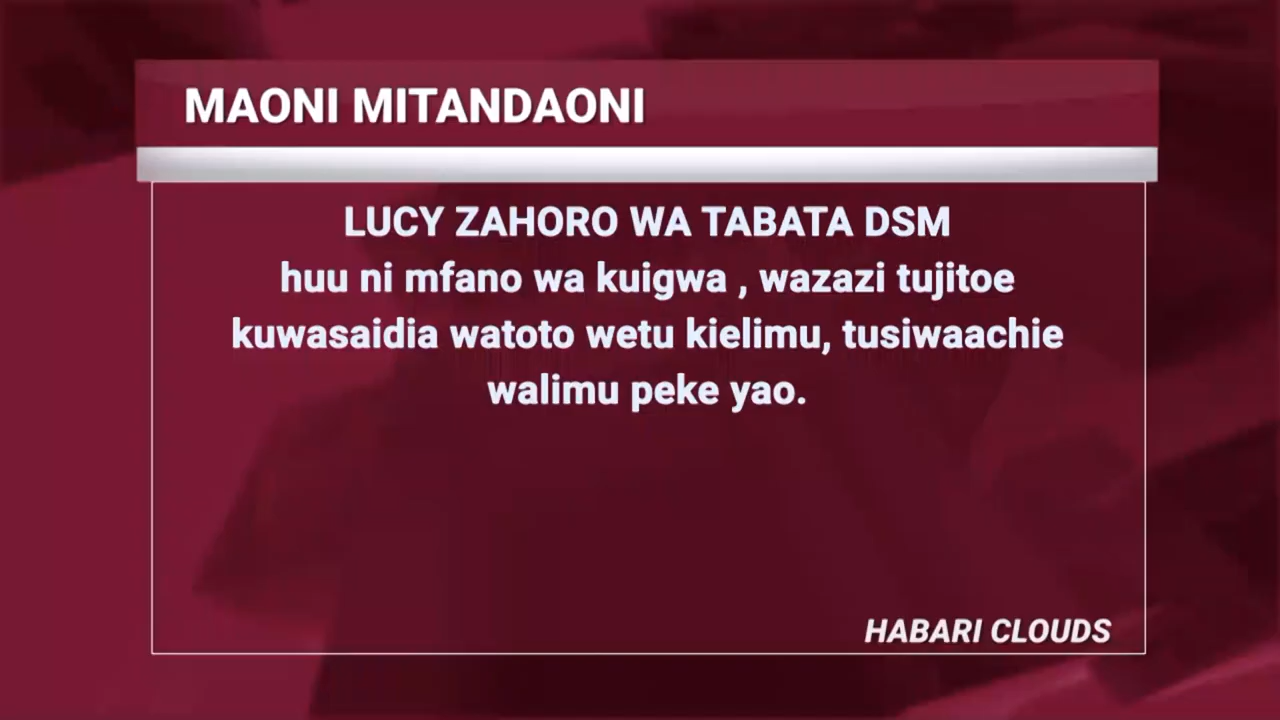 MAONI MITANDAONI
LUCY ZAHORO WA TABATA DSM
huu ni mfano wa kuigwa , wazazi tujitoe
kuwasaidia watoto wetu kielimu, tusiwaachie
walimu peke yao.
HABARI CLOUDS